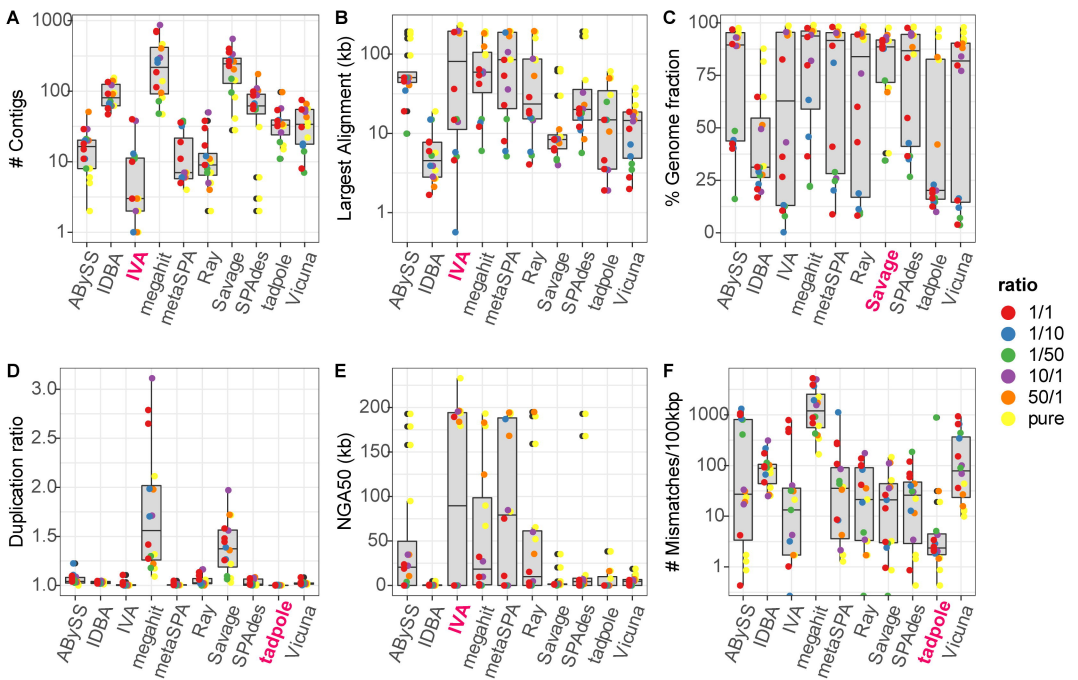 A
# Contigs
1000
100
10
1
ABySS
IDBA
IVA
megahit
metaSPA
Ray
Savage
SPAdes
tadpole
Vicuna
B
Largest Alignment (kb)
100
10
1
ABySS
IDBA
IVA
megahit
metaSPA
Ray
Savage
SPAdes
tadpole
Vicuna
C
% Genome fraction
100
75
50
25
0
ABySS
IDBA
IVA
megahit
metaSPA
Ray
Savage
SPAdes
tadpole
Vicuna
ratio
1/1
1/10
1/50
10/1
50/1
pure
D
Duplication ratio
3.0
2.5
2.0
1.5
1.0
ABySS
IDBA
IVA
megahit
metaSPA
Ray
Savage
SPAdes
tadpole
Vicuna
E
NGA50 (kb)
200
150
100
50
0
ABySS
IDBA
IVA
megahit
metaSPA
Ray
Savage
SPAdes
tadpole
Vicuna
F
# Mismatches/100kbp
1000
100
10
1
ABySS
IDBA
IVA
megahit
metaSPA
Ray
Savage
SPAdes
tadpole
Vicuna